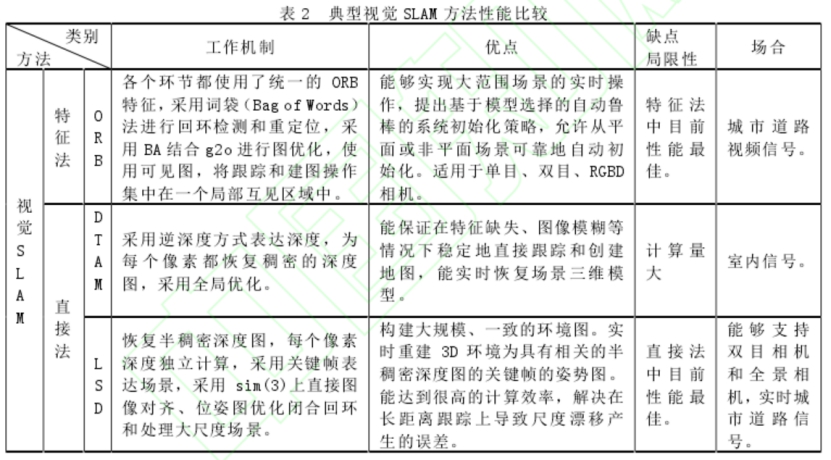 表 2 典型视觉 SLAM 方法性能比较
类别
方法
工作机制
优点
缺点
局限性
场合
视觉SLAM
特征法
ORB
各个环节都使用了统一的 ORB
特征，采用词袋（Bag of Words）
法进行回环检测和重定位，采
用 BA 结合 g2o 进行图优化，使
用可见图，将跟踪和建图操作
集中在一个局部互见区域中。
能够实现大范围场景的实时操
作，提出基于模型选择的自动鲁
棒的系统初始化策略，允许从平
面或非平面场景可靠地自动初
始化。适用于单目、双目、RGBD
相机。
特征法
中目前
性能最
佳。
城市道路
视频信号。
直接法
DTAM
采用逆深度方式表达深度，为
每个像素都恢复稠密的深度
图，采用全局优化。
能保证在特征缺失、图像模糊等
情况下稳定地直接跟踪和创建
地图，能实时恢复场景三维模
型。
计算量
大
室内信号。
LSD
恢复半稠密深度图，每个像素
深度独立计算，采用关键帧表
达场景，采用 sim(3)上直接图
像对齐、位姿图优化闭合回环
和处理大尺度场景。
构建大规模、一致的环境图。实
时重建 3D 环境为具有相关的半
稠密深度图的关键帧的姿势图。
能达到很高的计算效率，解决在
长距离跟踪上导致尺度漂移产
生的误差。
直接法
中目前
性能最
佳。
能够支持
双目相机
和全景相
机，实时城
市道路信
号。